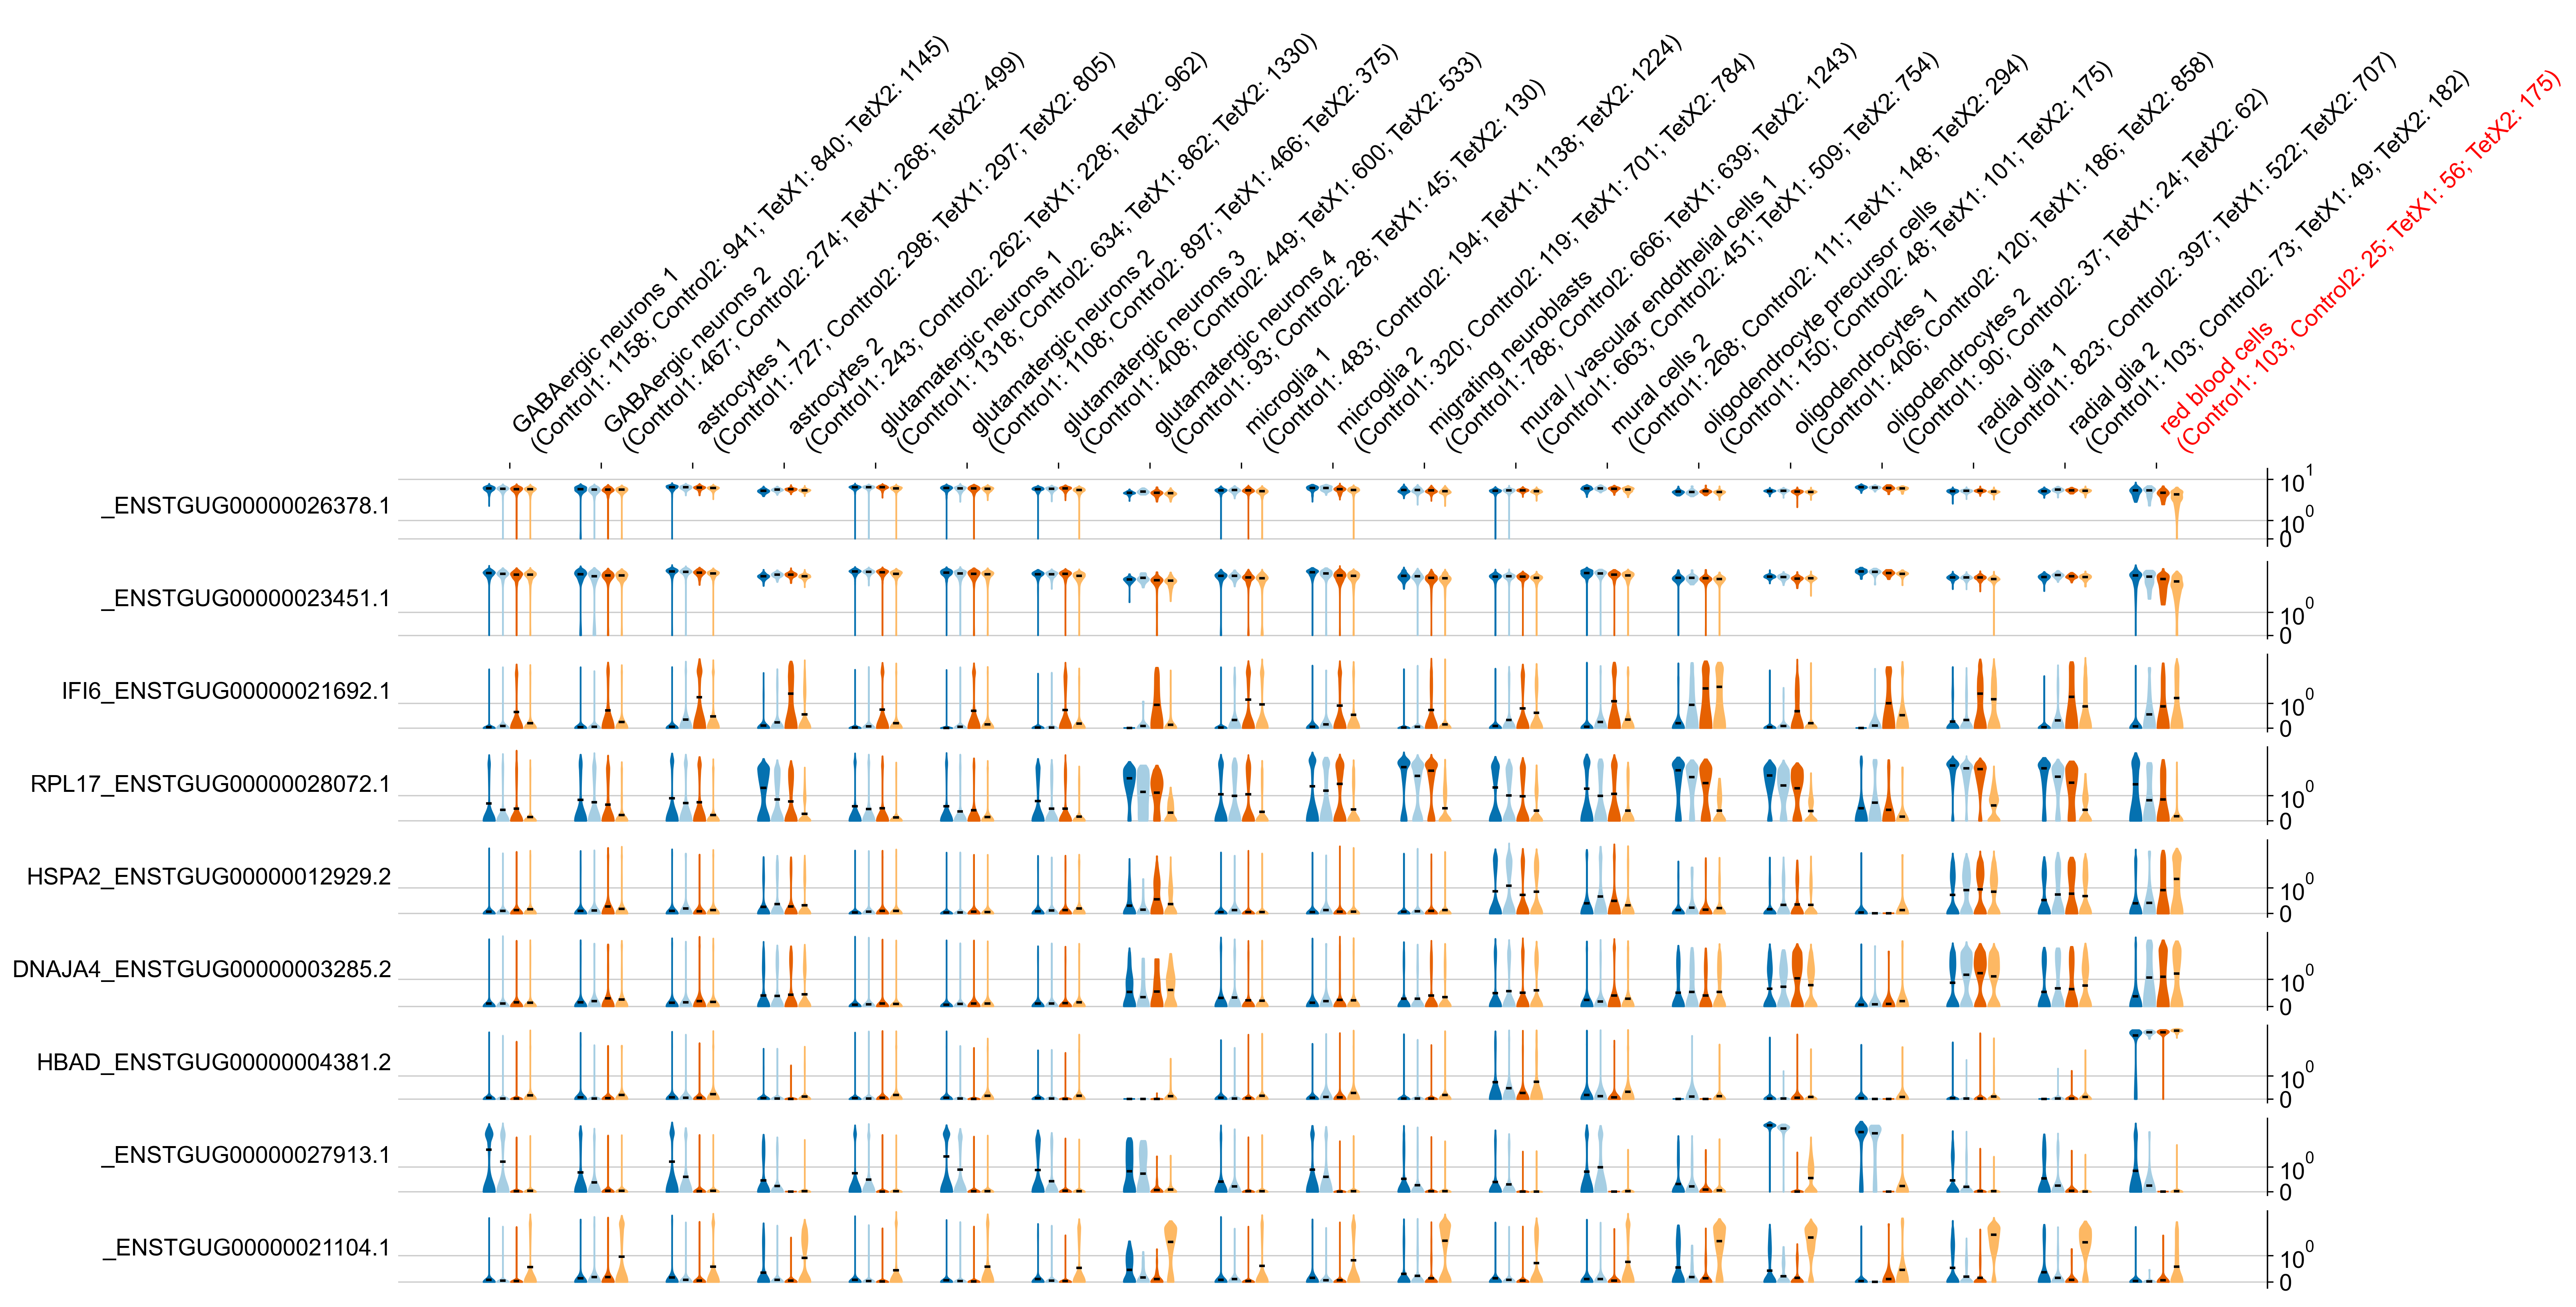 GABAergic neurons 1
(Control1: 1158; Control2: 941; TetX1: 840; TetX2: 1145)
GABAergic neurons 2
(Control1: 467; Control2: 274; TetX1: 268; TetX2: 499)
astrocytes 1
(Control1: 727; Control2: 298; TetX1: 297; TetX2: 805)
astrocytes 2
(Control1: 243; Control2: 262; TetX1: 228; TetX2: 962)
glutamatergic neurons 1
(Control1: 1318; Control2: 634; TetX1: 862; TetX2: 1330)
glutamatergic neurons 2
(Control1: 1108; Control2: 897; TetX1: 466; TetX2: 375)
glutamatergic neurons 3
(Control1: 408; Control2: 449; TetX1: 600; TetX2: 533)
glutamatergic neurons 4
(Control1: 93; Control2: 28; TetX1: 45; TetX2: 130)
microglia 1
(Control1: 483; Control2: 194; TetX1: 1138; TetX2: 1224)
microglia 2
(Control1: 320; Control2: 119; TetX1: 701; TetX2: 784)
migrating neuroblasts
(Control1: 788; Control2: 666; TetX1: 639; TetX2: 1243)
mural / vascular endothelial cells 1
(Control1: 663; Control2: 451; TetX1: 509; TetX2: 754)
mural cells 2
(Control1: 268; Control2: 111; TetX1: 148; TetX2: 294)
oligodendrocyte precursor cells
(Control1: 150; Control2: 48; TetX1: 101; TetX2: 175)
oligodendrocytes 1
(Control1: 406; Control2: 120; TetX1: 186; TetX2: 858)
oligodendrocytes 2
(Control1: 90; Control2: 37; TetX1: 24; TetX2: 62)
radial glia 1
(Control1: 823; Control2: 397; TetX1: 522; TetX2: 707)
radial glia 2
(Control1: 103; Control2: 73; TetX1: 49; TetX2: 182)
red blood cells
(Control1: 103; Control2: 25; TetX1: 56; TetX2: 175)
10¹
_ENSTGUG00000026378.1
10⁰
0
_ENSTGUG00000023451.1
10⁰
0
IFI6_ENSTGUG00000021692.1
10⁰
0
RPL17_ENSTGUG00000028072.1
10⁰
0
HSPA2_ENSTGUG00000012929.2
10⁰
0
DNAJA4_ENSTGUG00000003285.2
10⁰
0
HBAD_ENSTGUG00000004381.2
10⁰
0
_ENSTGUG00000027913.1
10⁰
0
_ENSTGUG00000021104.1
10⁰
0